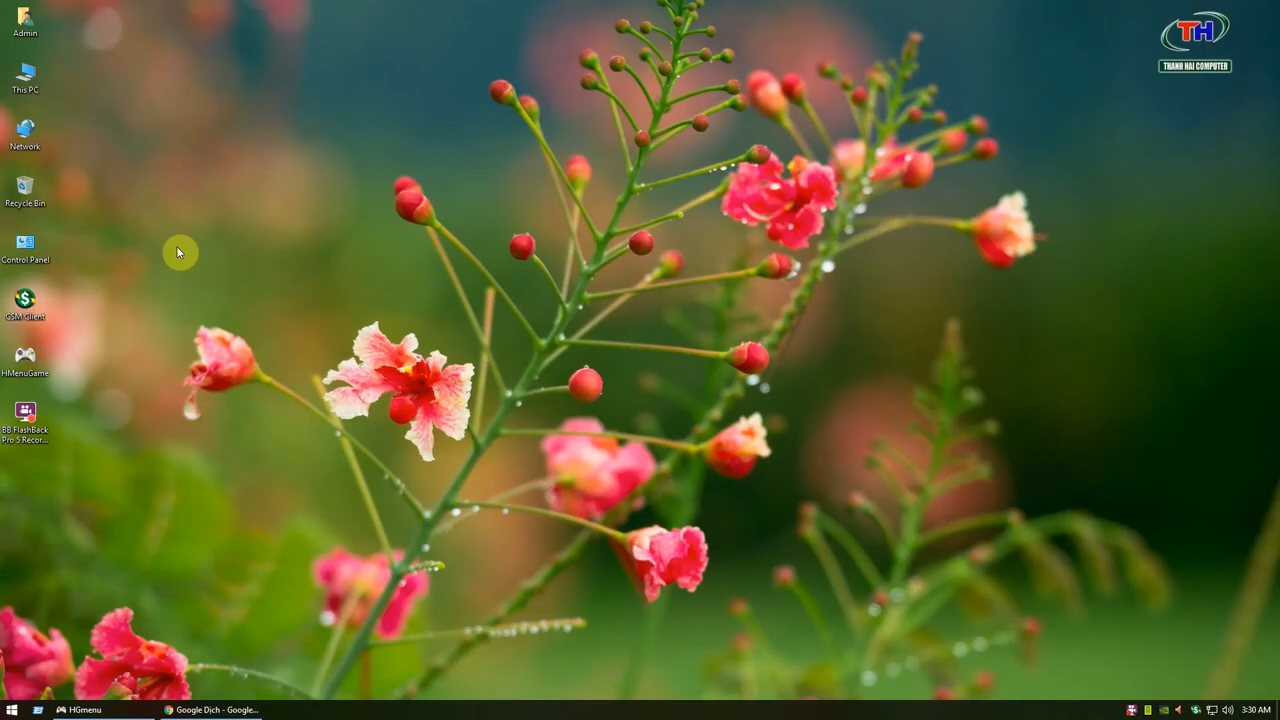 Admin
This PC
Network
Recycle Bin
Control Panel
CSM Client
HMenuGame
BB FlashBack
Pro 5 Recor...
TH
THANH HAI COMPUTER
HGmenu
Google Dịch - Google...
3:30 AM